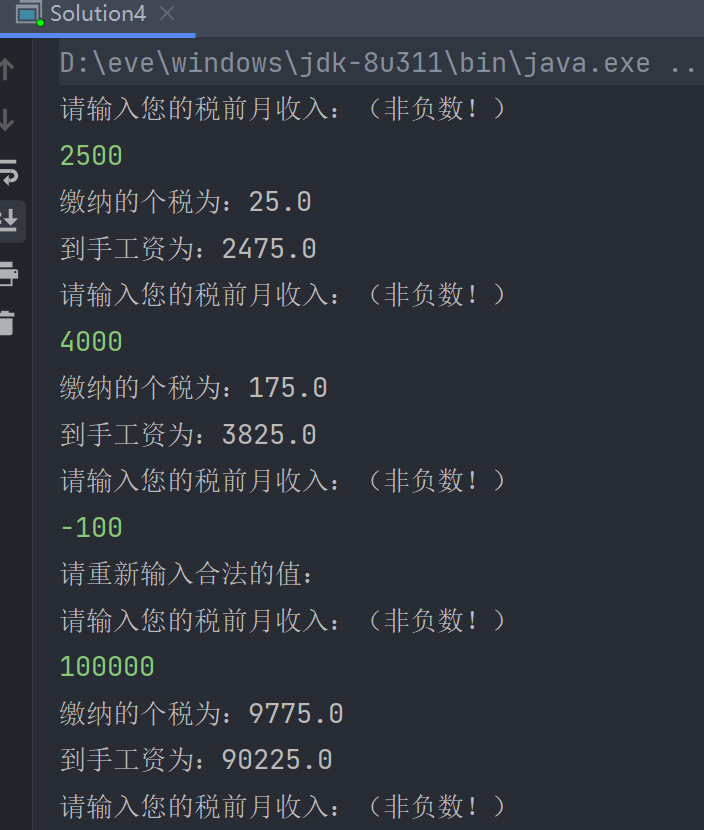 Solution4
D:\eve\windows\jdk-8u311\bin\java.exe ...
请输入您的税前月收入：（非负数！）
2500
缴纳的个税为：25.0
到手工资为：2475.0
请输入您的税前月收入：（非负数！）
4000
缴纳的个税为：175.0
到手工资为：3825.0
请输入您的税前月收入：（非负数！）
-100
请重新输入合法的值：
请输入您的税前月收入：（非负数！）
100000
缴纳的个税为：9775.0
到手工资为：90225.0
请输入您的税前月收入：（非负数！）